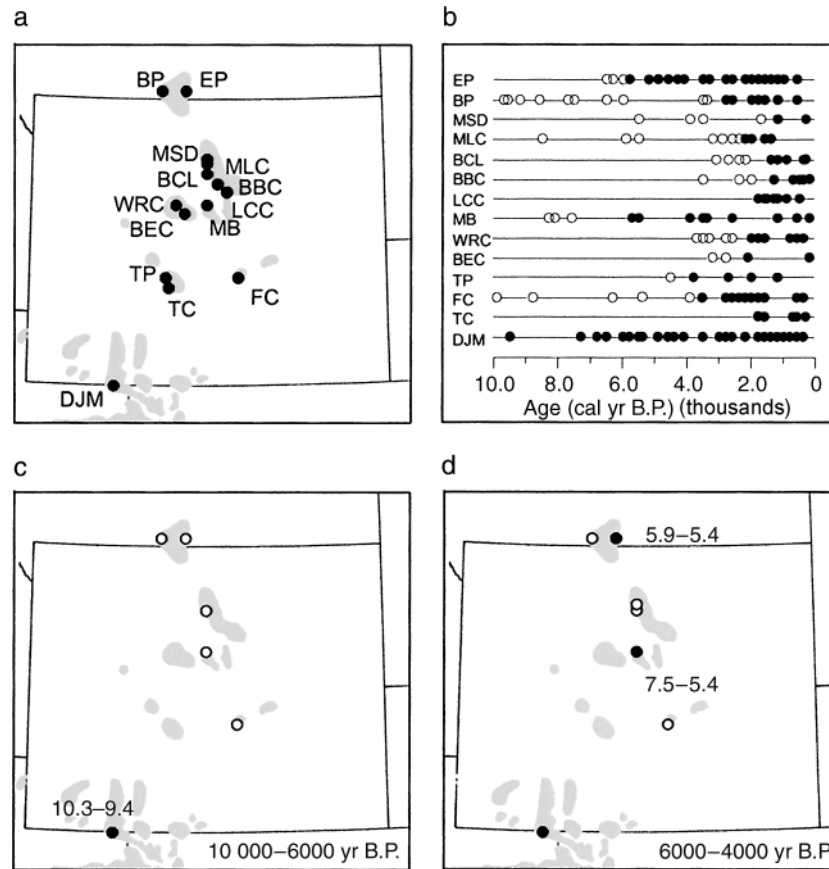 a
BP EP
MSD
MLC
BCL
BBC
WRC
LCC
BEC
MB
TP
FC
TC
DJM
b
EP
BP
MSD
MLC
BCL
BBC
LCC
MB
WRC
BEC
TP
FC
TC
DJM
10.0 8.0 6.0 4.0 2.0 0
Age (cal yr B.P.) (thousands)
c
10.3–9.4
10 000–6000 yr B.P.
d
5.9–5.4
7.5–5.4
6000–4000 yr B.P.